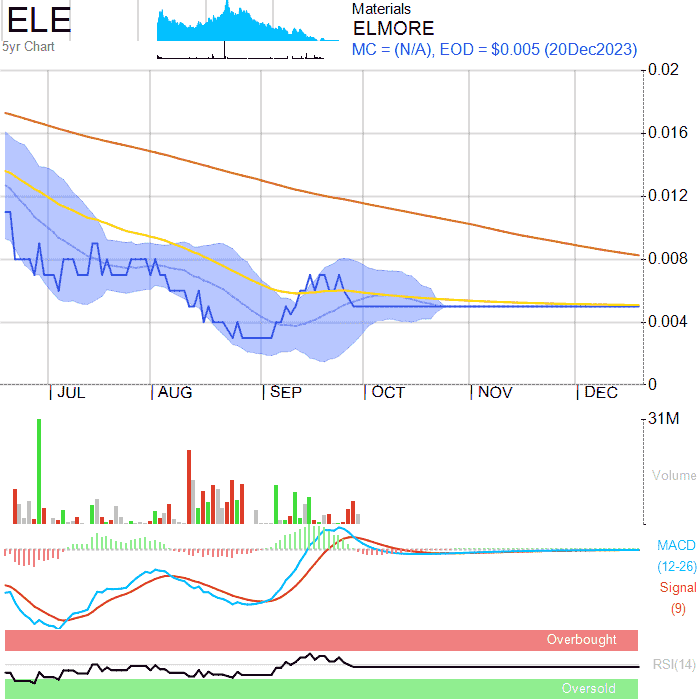 ELE
5yr Chart
Materials
ELMORE
MC = (N/A), EOD = $0.005 (20Dec2023)
0.02
0.016
0.012
0.008
0.004
0
JUL AUG SEP OCT NOV DEC
31M
Volume
MACD
(12-26)
Signal
(9)
Overbought
RSI(14)
Oversold